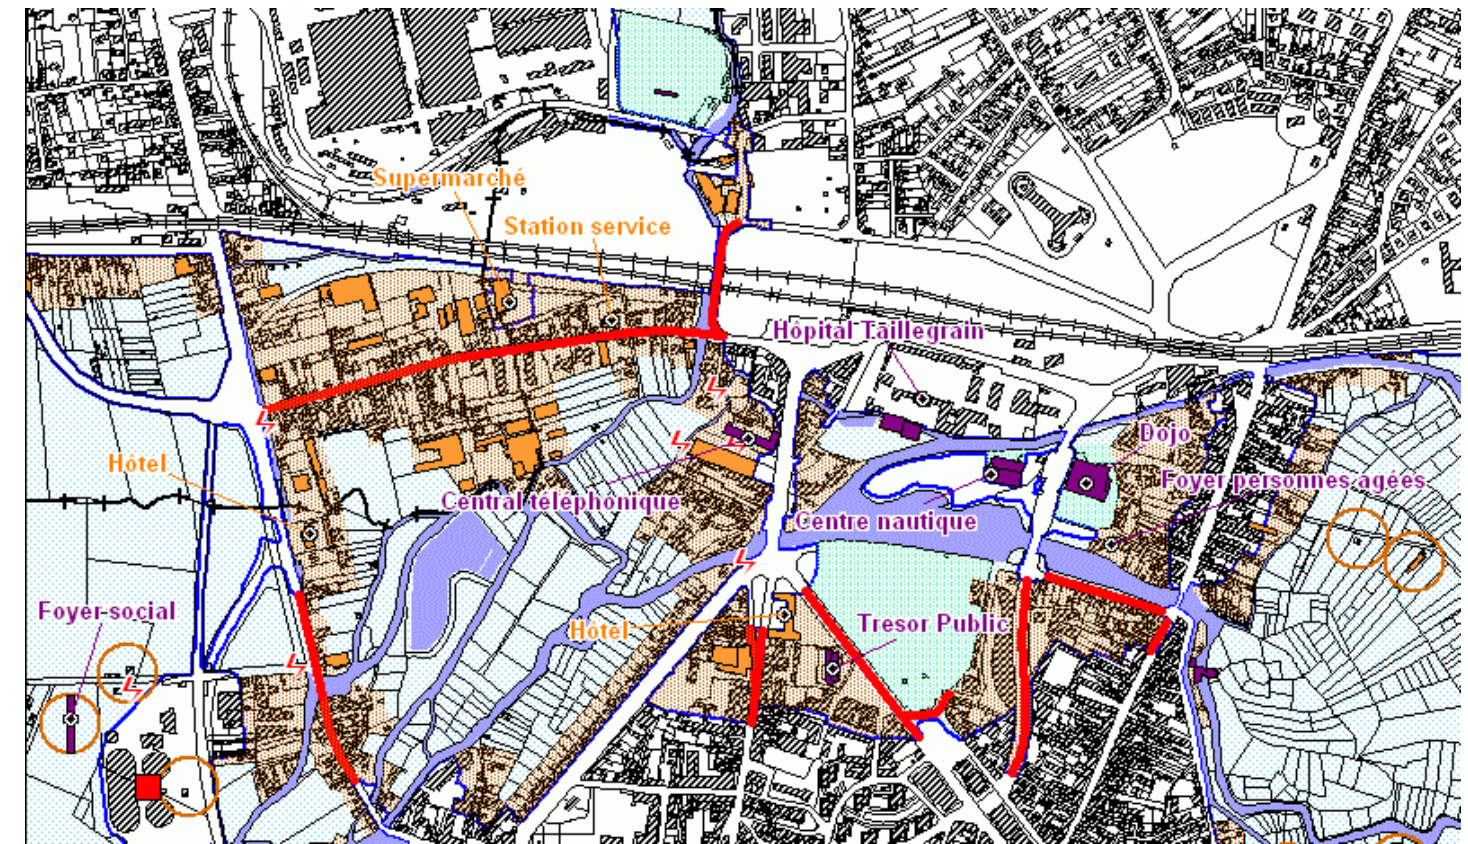 Supermarché
Station service
Hôpital Taillegrain
Dojo
Hôtel
Foyer personnes agées
Central téléphonique
Centre nautique
Foyer social
Tresor Public
Hôtel